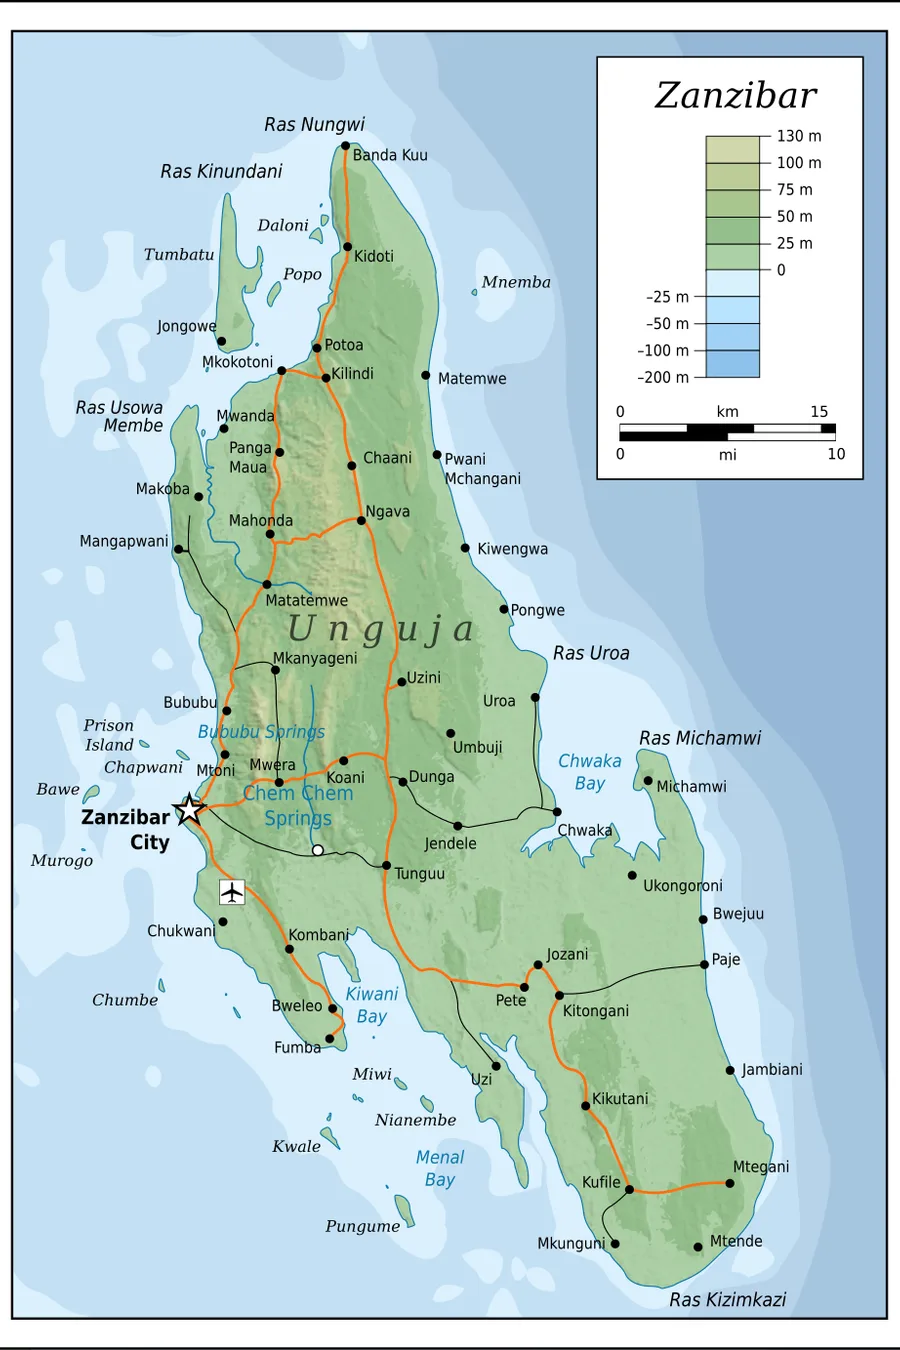 Zanzibar
130 m
100 m
75 m
50 m
25 m
0
–25 m
–50 m
–100 m
–200 m
0 km 15
0 mi 10
Ras Nungwi
Banda Kuu
Ras Kinundani
Daloni
Tumbatu
Kidoti
Popo
Mnemba
Jongowe
Potoa
Mkokotoni
Kilindi
Matemwe
Ras Usowa
Membe
Mwanda
Panga
Maua
Chaani
Pwani
Mchangani
Makoba
Mahonda
Ngava
Mangapwani
Kiwengwa
Matatemwe
Pongwe
Unguja
Ras Uroa
Mkanyageni
Uzini
Uroa
Bububu
Bububu Springs
Prison
Island
Umbuji
Ras Michamwi
Chapwani
Mtoni
Mwera
Koani
Dunga
Chwaka
Bay
Michamwi
Bawe
Chem Chem
Springs
Zanzibar
City
Jendele
Chwaka
Murogo
Tunguu
Ukongoroni
Chukwani
Kombani
Bwejuu
Jozani
Paje
Chumbe
Bweleo
Kiwani
Bay
Pete
Kitongani
Fumba
Miwi
Uzi
Jambiani
Nianembe
Kikutani
Kwale
Menal
Bay
Mtegani
Kufile
Pungume
Mkunguni
Mtende
Ras Kizimkazi